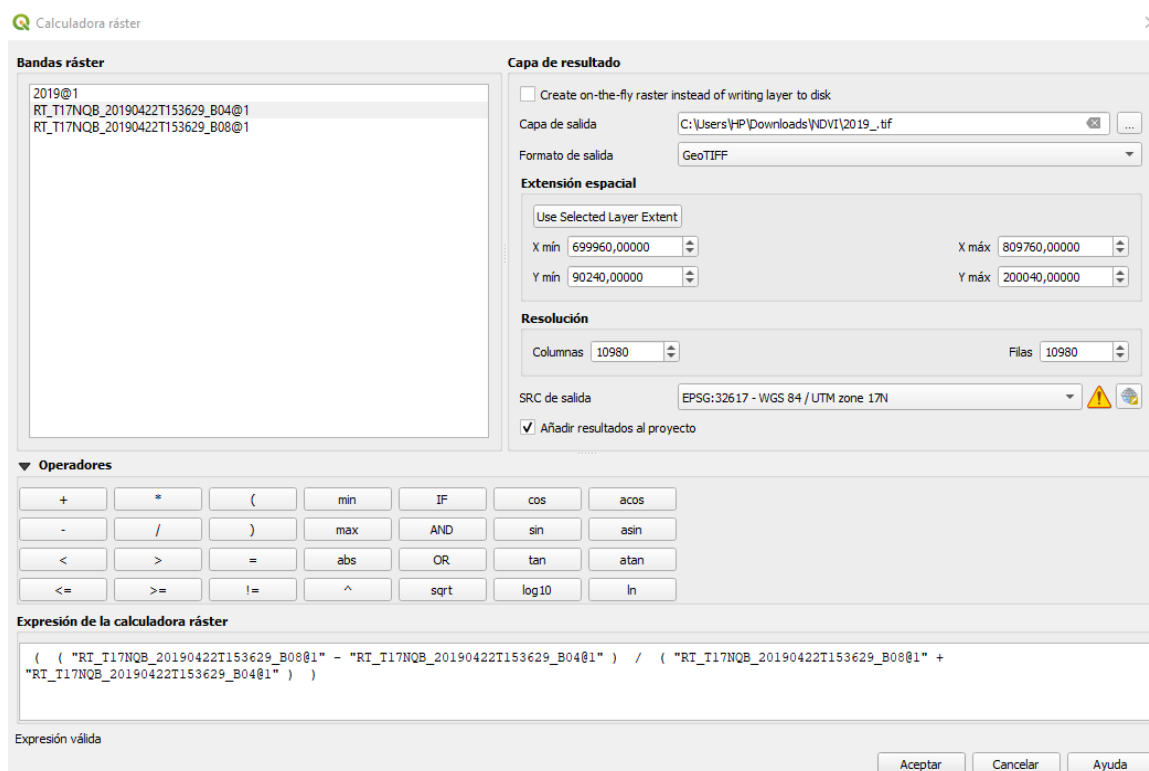 Calculadora ráster
Bandas ráster
2019@1
RT_T17NQB_20190422T153629_B04@1
RT_T17NQB_20190422T153629_B08@1
Capa de resultado
Create on-the-fly raster instead of writing layer to disk
Capa de salida C:\Users\HP\Downloads\NDVI\2019_.tif ...
Formato de salida GeoTIFF
Extensión espacial
Use Selected Layer Extent
X mín 699960,00000 X máx 809760,00000
Y mín 90240,00000 Y máx 200040,00000
Resolución
Columnas 10980 Filas 10980
SRC de salida EPSG:32617 - WGS 84 / UTM zone 17N
Añadir resultados al proyecto
Operadores
+ * ( min IF cos acos
- / ) max AND sin asin
< > = abs OR tan atan
<= >= != ^ sqrt log10 ln
Expresión de la calculadora ráster
( ( "RT_T17NQB_20190422T153629_B08@1" - "RT_T17NQB_20190422T153629_B04@1" ) / ( "RT_T17NQB_20190422T153629_B08@1" +
"RT_T17NQB_20190422T153629_B04@1" ) )
Expresión válida
Aceptar Cancelar Ayuda